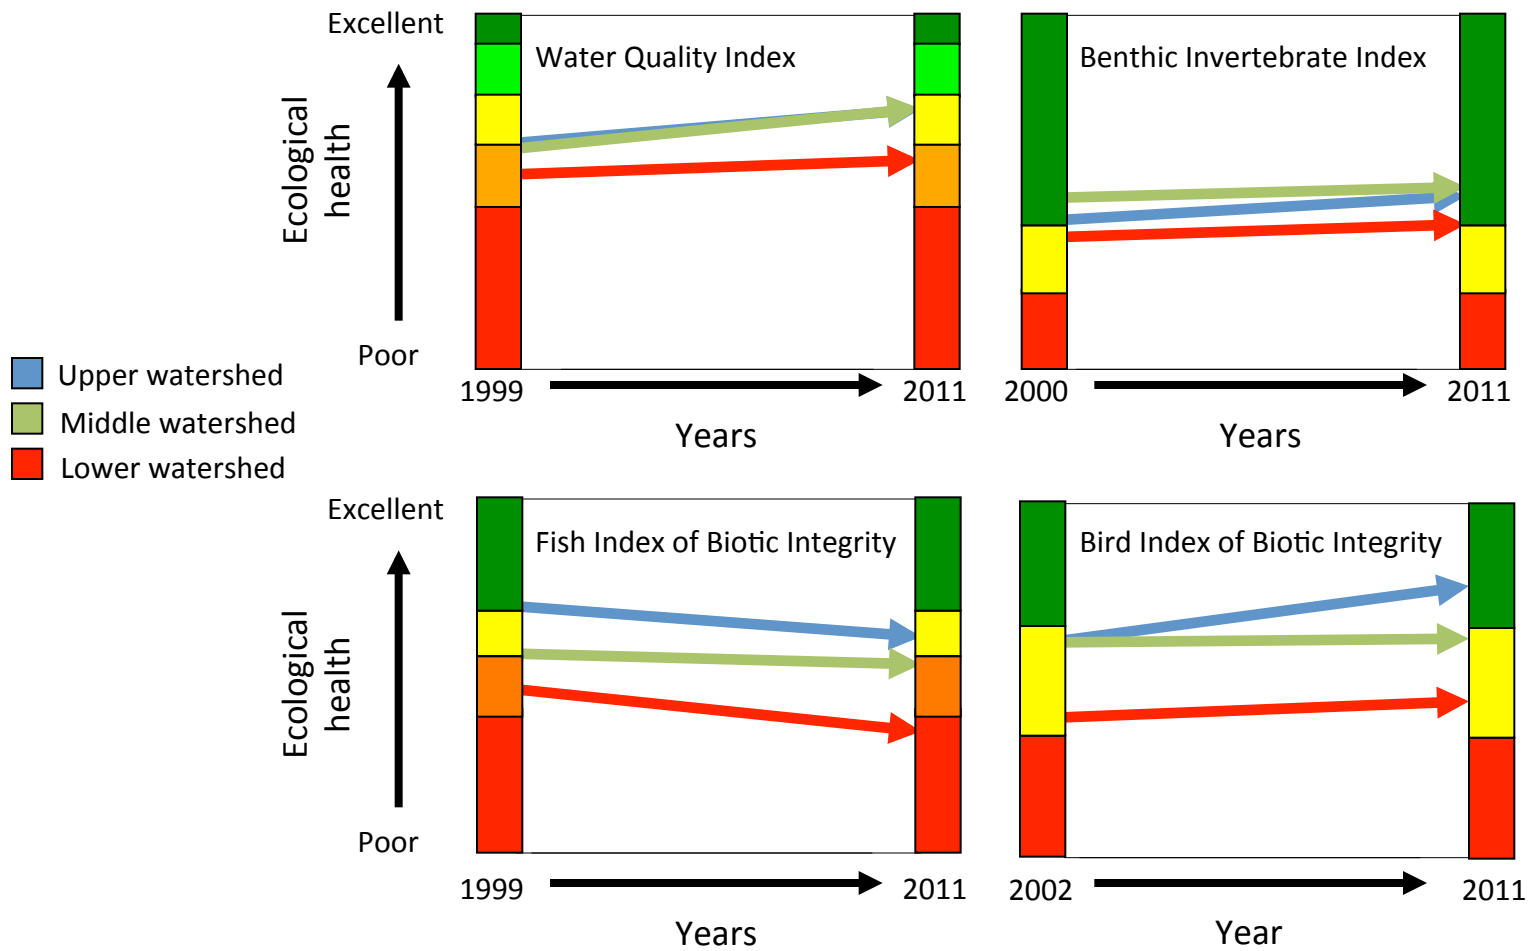 Excellent
Water Quality Index
Ecological
health
Poor
1999
2011
Years
Benthic Invertebrate Index
2000
2011
Years
Upper watershed
Middle watershed
Lower watershed
Excellent
Fish Index of Biotic Integrity
Ecological
health
Poor
1999
2011
Years
Bird Index of Biotic Integrity
2002
2011
Year